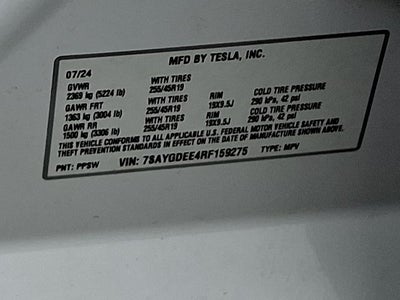 MFD BY TESLA, INC.
07/24
GVWR WITH TIRES
2369 kg (5224 lb) 255/45R19
GAWR FRT WITH TIRES RIM COLD TIRE PRESSURE
1363 kg (3004 lb) 255/45R19 19X9.5J 290 kPa, 42 psi
GAWR RR WITH TIRES RIM COLD TIRE PRESSURE
1500 kg (3306 lb) 255/45R19 19X9.5J 290 kPa, 42 psi
THIS VEHICLE CONFORMS TO ALL APPLICABLE U.S. FEDERAL MOTOR VEHICLE SAFETY AND
THEFT PREVENTION STANDARDS IN EFFECT ON THE DATE OF MANUFACTURE SHOWN ABOVE.
PNT: PPSW VIN: 7SAYGDEE4RF159275 TYPE: MPV